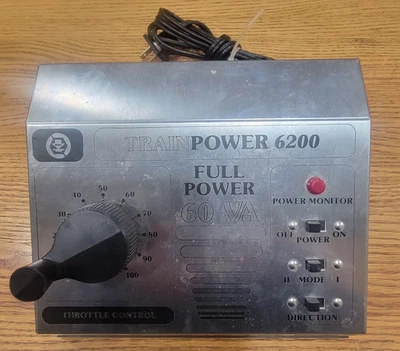 TRAINPOWER 6200
FULL
POWER
60 VA
POWER MONITOR
OFF POWER ON
II MODE I
DIRECTION
40 50 60
70
80
90
100
THROTTLE CONTROL